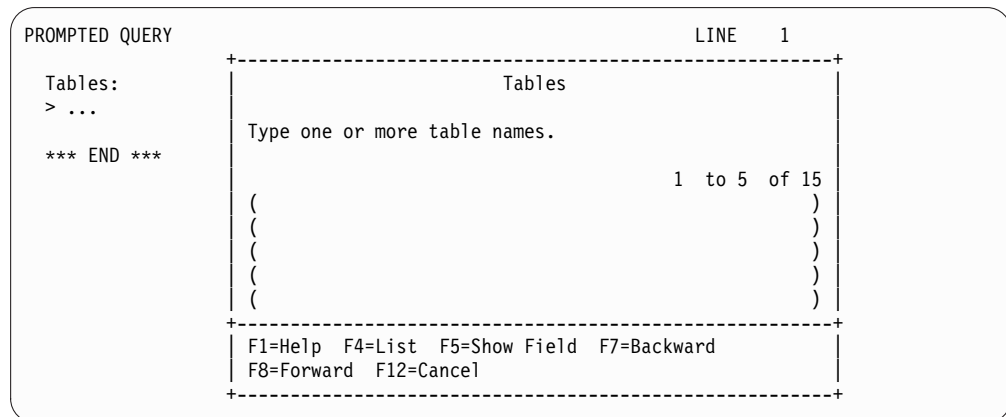 PROMPTED QUERY LINE 1
+--------------------------------------------------------+
Tables: | Tables |
> ... | |
| Type one or more table names. |
*** END *** | |
| 1 to 5 of 15 |
| ( ) |
| ( ) |
| ( ) |
| ( ) |
| ( ) |
+--------------------------------------------------------+
| F1=Help F4=List F5=Show Field F7=Backward |
| F8=Forward F12=Cancel |
+--------------------------------------------------------+